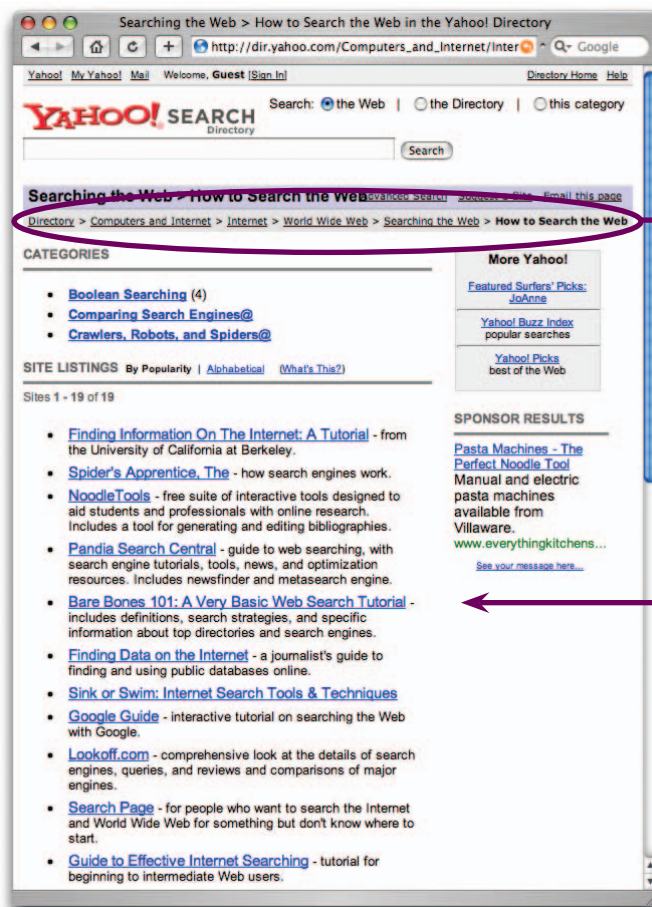 Searching the Web > How to Search the Web in the Yahoo! Directory
http://dir.yahoo.com/Computers_and_Internet/Inter
Google
Yahoo! My Yahoo! Mail Welcome, Guest [Sign In] Directory Home Help
YAHOO! SEARCH
Directory
Search: the Web | the Directory | this category
Search
Searching the Web > How to Search the Web Advanced Search Suggest a Site Email this page
Directory > Computers and Internet > Internet > World Wide Web > Searching the Web > How to Search the Web
CATEGORIES
• Boolean Searching (4)
• Comparing Search Engines@
• Crawlers, Robots, and Spiders@
SITE LISTINGS By Popularity | Alphabetical (What's This?)
Sites 1 - 19 of 19
• Finding Information On The Internet: A Tutorial - from
the University of California at Berkeley.
• Spider's Apprentice, The - how search engines work.
• NoodleTools - free suite of interactive tools designed to
aid students and professionals with online research.
Includes a tool for generating and editing bibliographies.
• Pandia Search Central - guide to web searching, with
search engine tutorials, tools, news, and optimization
resources. Includes newsfinder and metasearch engine.
• Bare Bones 101: A Very Basic Web Search Tutorial -
includes definitions, search strategies, and specific
information about top directories and search engines.
• Finding Data on the Internet - a journalist's guide to
finding and using public databases online.
• Sink or Swim: Internet Search Tools & Techniques
• Google Guide - interactive tutorial on searching the Web
with Google.
• Lookoff.com - comprehensive look at the details of search
engines, queries, and reviews and comparisons of major
engines.
• Search Page - for people who want to search the Internet
and World Wide Web for something but don't know where to
start.
• Guide to Effective Internet Searching - tutorial for
beginning to intermediate Web users.
More Yahoo!
Featured Surfers' Picks:
JoAnne
Yahoo! Buzz Index
popular searches
Yahoo! Picks
best of the Web
SPONSOR RESULTS
Pasta Machines - The
Perfect Noodle Tool
Manual and electric
pasta machines
available from
Villaware.
www.everythingkitchens...
See your message here...